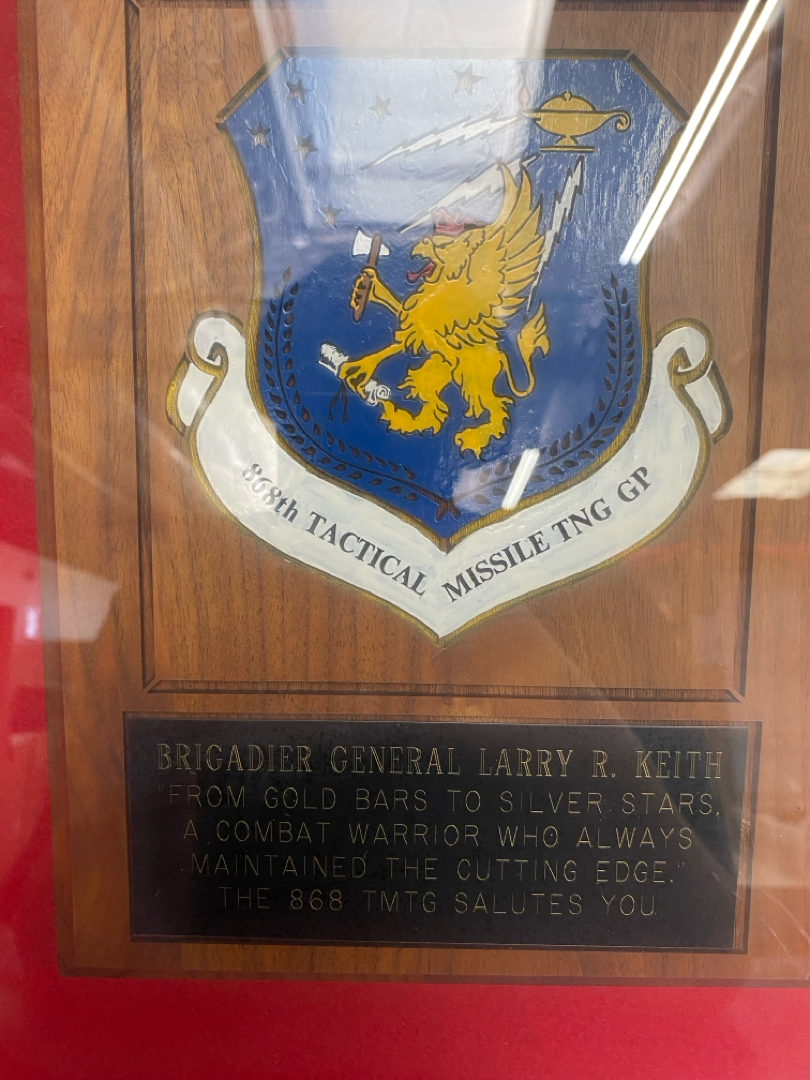 868th TACTICAL MISSILE TNG GP
BRIGADIER GENERAL LARRY R. KEITH
"FROM GOLD BARS TO SILVER STARS,
A COMBAT WARRIOR WHO ALWAYS
MAINTAINED THE CUTTING EDGE."
THE 868 TMTG SALUTES YOU